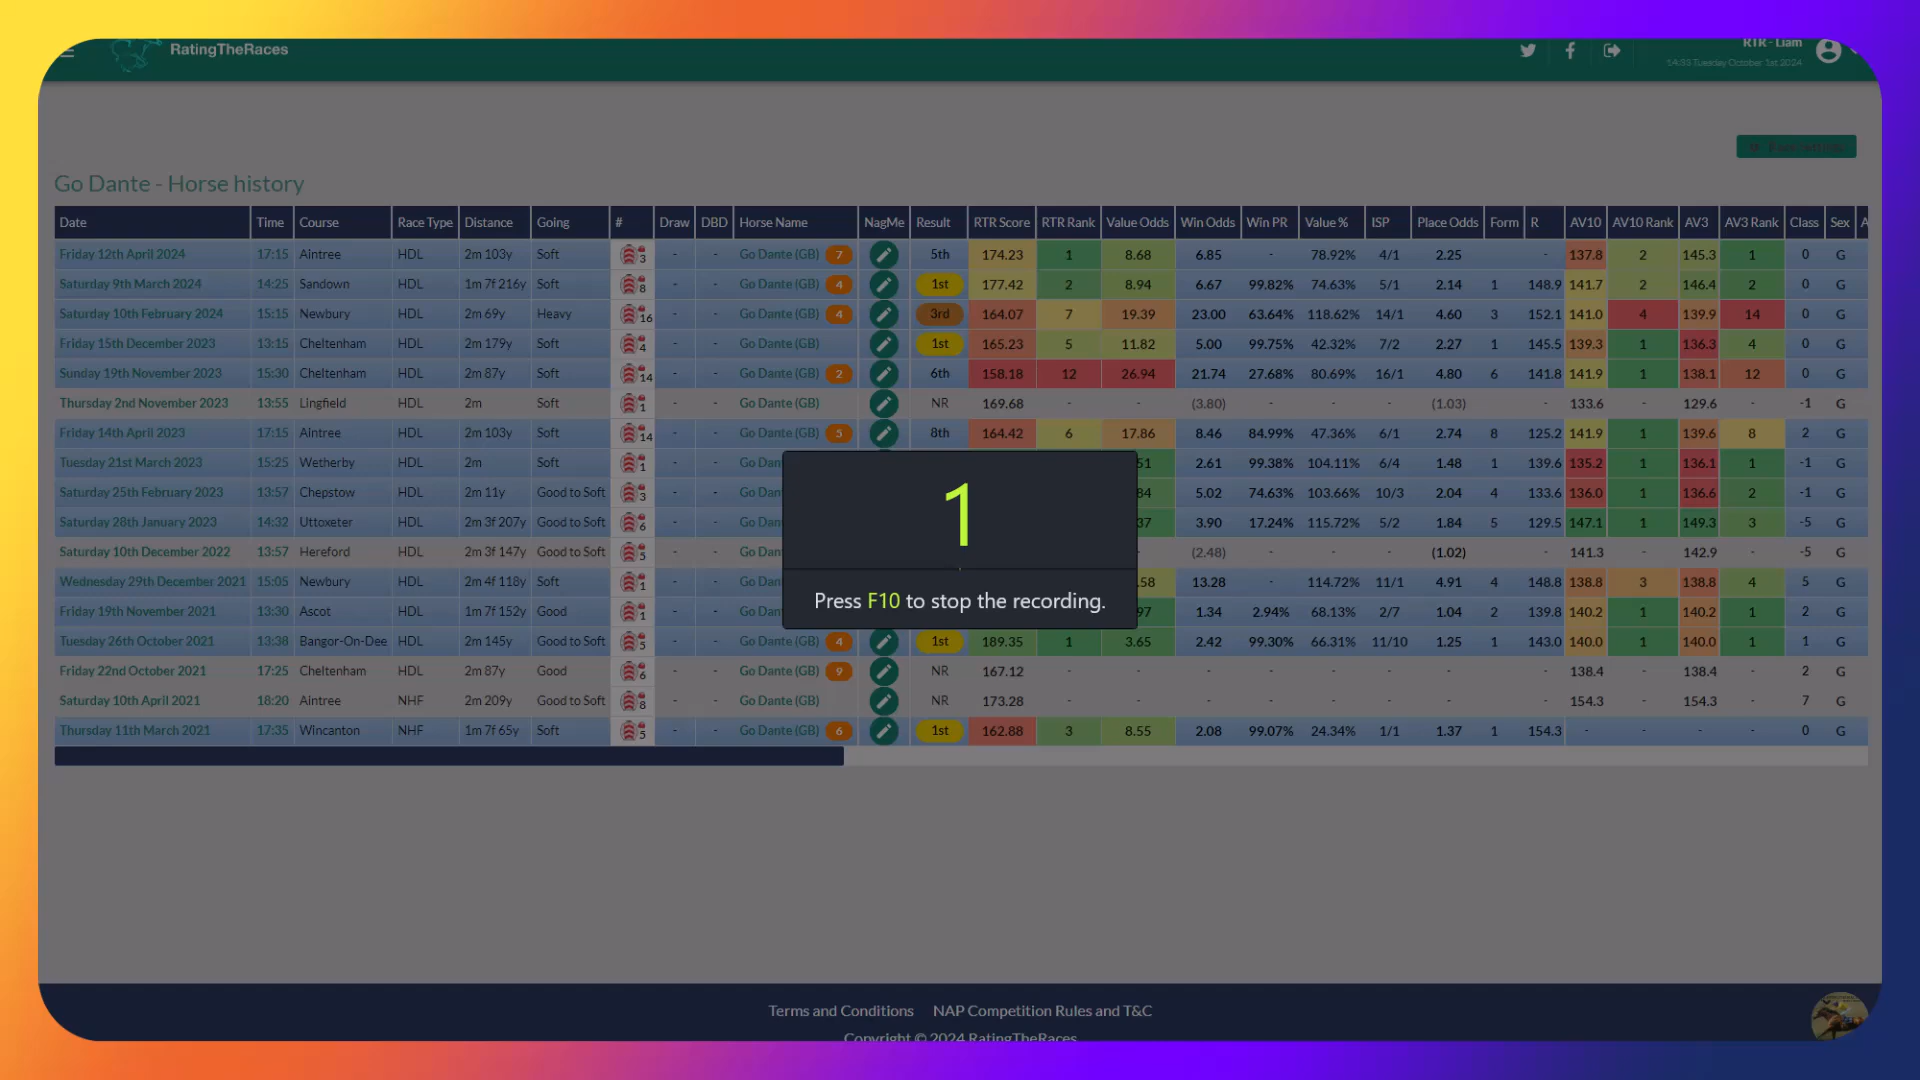 RatingTheRaces
RTR - Liam
14:33 Tuesday October 1st 2024
Go Dante - Horse history
Date Time Course Race Type Distance Going # Draw DBD Horse Name NagMe Result RTR Score RTR Rank Value Odds Win Odds Win PR Value % ISP Place Odds Form R AV10 AV10 Rank AV3 AV3 Rank Class Sex A
Friday 12th April 2024 17:15 Aintree HDL 2m 103y Soft 3 - - Go Dante (GB) 7 5th 174.23 1 8.68 6.85 - 78.92% 4/1 2.25 - 137.8 2 145.3 1 0 G
Saturday 9th March 2024 14:25 Sandown HDL 1m 7f 216y Soft 8 - - Go Dante (GB) 4 1st 177.42 2 8.94 6.67 99.82% 74.63% 5/1 2.14 1 148.9 141.7 2 146.4 2 0 G
Saturday 10th February 2024 15:15 Newbury HDL 2m 69y Heavy 16 - - Go Dante (GB) 4 3rd 164.07 7 19.39 23.00 63.64% 118.62% 14/1 4.60 3 152.1 141.0 4 139.9 14 0 G
Friday 15th December 2023 13:15 Cheltenham HDL 2m 179y Soft 4 - - Go Dante (GB) 1st 165.23 5 11.82 5.00 99.75% 42.32% 7/2 2.27 1 145.5 139.3 1 136.3 4 0 G
Sunday 19th November 2023 15:30 Cheltenham HDL 2m 87y Soft 14 - - Go Dante (GB) 2 6th 158.18 12 26.94 21.74 27.68% 80.69% 16/1 4.80 6 141.8 141.9 1 138.1 12 0 G
Thursday 2nd November 2023 13:55 Lingfield HDL 2m Soft 1 - - Go Dante (GB) NR 169.68 - - (3.80) - - - (1.03) - 133.6 - 129.6 - -1 G
Friday 14th April 2023 17:15 Aintree HDL 2m 103y Soft 14 - - Go Dante (GB) 5 8th 164.42 6 17.86 8.46 84.99% 47.36% 6/1 2.74 8 125.2 141.9 1 139.6 8 2 G
Tuesday 21st March 2023 15:25 Wetherby HDL 2m Soft 1 - - Go Dan 51 2.61 99.38% 104.11% 6/4 1.48 1 139.6 135.2 1 136.1 1 -1 G
Saturday 25th February 2023 13:57 Chepstow HDL 2m 11y Good to Soft 3 - - Go Dan 84 5.02 74.63% 103.66% 10/3 2.04 4 133.6 136.0 1 136.6 2 -1 G
Saturday 28th January 2023 14:32 Uttoxeter HDL 2m 3f 207y Good to Soft 6 - - Go Dan 37 3.90 17.24% 115.72% 5/2 1.84 5 129.5 147.1 1 149.3 3 -5 G
Saturday 10th December 2022 13:57 Hereford HDL 2m 3f 147y Good to Soft 5 - - Go Dan - (2.48) - - - (1.02) - 141.3 - 142.9 - -5 G
Wednesday 29th December 2021 15:05 Newbury HDL 2m 4f 118y Soft 1 - - Go Dan .58 13.28 - 114.72% 11/1 4.91 4 148.8 138.8 3 138.8 4 5 G
Friday 19th November 2021 13:30 Ascot HDL 1m 7f 152y Good 1 - - Go Dan 97 1.34 2.94% 68.13% 2/7 1.04 2 139.8 140.2 1 140.2 1 2 G
Tuesday 26th October 2021 13:38 Bangor-On-Dee HDL 2m 145y Good to Soft 5 - - Go Dante (GB) 4 1st 189.35 1 3.65 2.42 99.30% 66.31% 11/10 1.25 1 143.0 140.0 1 140.0 1 1 G
Friday 22nd October 2021 17:25 Cheltenham HDL 2m 87y Good 6 - - Go Dante (GB) 9 NR 167.12 - - - - - - - - 138.4 - 138.4 - 2 G
Saturday 10th April 2021 18:20 Aintree NHF 2m 209y Good to Soft 8 - - Go Dante (GB) NR 173.28 - - - - - - - - 154.3 - 154.3 - 7 G
Thursday 11th March 2021 17:35 Wincanton NHF 1m 7f 65y Soft 5 - - Go Dante (GB) 6 1st 162.88 3 8.55 2.08 99.07% 24.34% 1/1 1.37 1 154.3 - - - - 0 G
1
Press F10 to stop the recording.
Terms and Conditions NAP Competition Rules and T&C
Copyright © 2024 RatingTheRaces